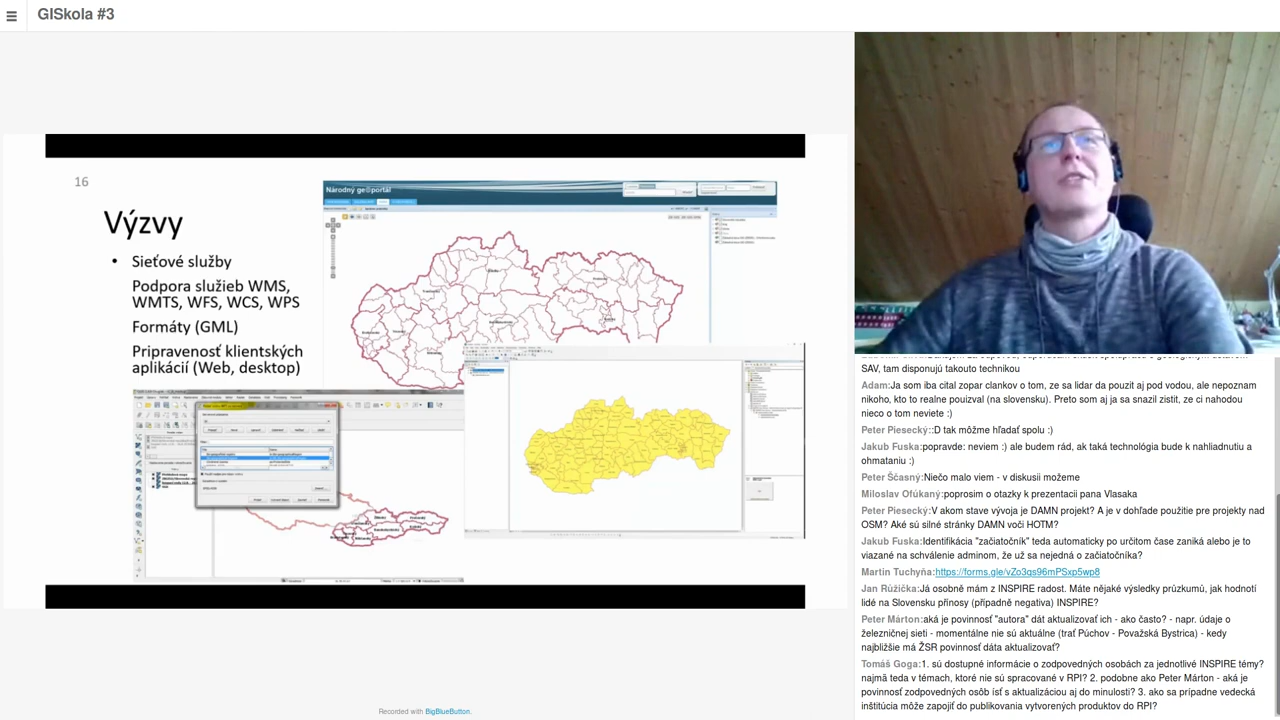 GISkola #3
16
Výzvy
• Sieťové služby
Podpora služieb WMS,
WMTS, WFS, WCS, WPS
Formáty (GML)
Pripravenosť klientských
aplikácií (Web, desktop)
Národný ge@portál
SAV, tam disponujú takouto technikou
Adam:Ja som iba cital zopar clankov o tom, ze sa lidar da pouzit aj pod vodou, ale nepoznam
nikoho, kto to realne pouizval (na slovensku). Preto som aj ja sa snazil zistit, ze ci nahodou
nieco o tom neviete :)
Peter Piesecký::D tak môžme hľadať spolu :)
Jakub Fuska:popravde: neviem :) ale budem rád, ak taká technológia bude k nahliadnutiu a
ohmataniu :)
Peter Ščasný:Niečo malo viem - v diskusii možeme
Miloslav Ofúkaný:poprosim o otazky k prezentacii pana Vlasaka
Peter Piesecký:V akom stave vývoja je DAMN projekt? A je v dohľade použitie pre projekty nad
OSM? Aké sú silné stránky DAMN voči HOTM?
Jakub Fuska:Identifikácia "začiatočník" teda automaticky po určitom čase zaniká alebo je to
viazané na schválenie adminom, že už sa nejedná o začiatočníka?
Martin Tuchyňa:https://forms.gle/vZo3qs96mPSxp5wp8
Jan Růžička:Já osobně mám z INSPIRE radost. Máte nějaké výsledky průzkumů, jak hodnotí
lidé na Slovensku přínosy (případně negativa) INSPIRE?
Peter Márton:aká je povinnosť "autora" dát aktualizovať ich - ako často? - napr. údaje o
železničnej sieti - momentálne nie sú aktuálne (trať Púchov - Považská Bystrica) - kedy
najbližšie má ŽSR povinnosť dáta aktualizovať?
Tomáš Goga:1. sú dostupné informácie o zodpovedných osobách za jednotlivé INSPIRE témy?
najmä teda v témach, ktoré nie sú spracované v RPI? 2. podobne ako Peter Márton - aká je
povinnosť zodpovedných osôb ísť s aktualizáciou aj do minulosti? 3. ako sa prípadne vedecká
inštitúcia môže zapojiť do publikovania vytvorených produktov do RPI?
Recorded with BigBlueButton.